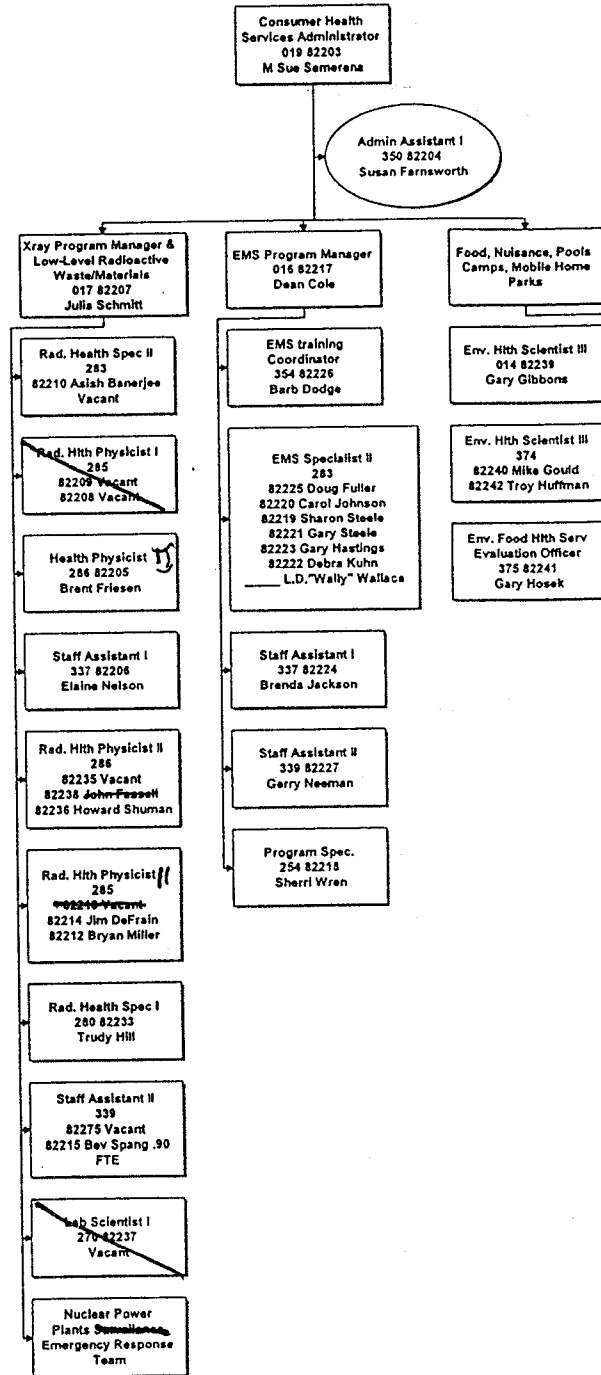 Consumer Health
Services Administrator
019 82203
M Sue Semerena
Admin Assistant I
350 82204
Susan Farnsworth
Xray Program Manager &
Low-Level Radioactive
Waste/Materials
017 82207
Julia Schmitt
Rad. Health Spec II
283
82210 Asish Banerjee
Vacant
Rad. Hlth Physicist I
285
82209 Vacant
82208 Vacant
Health Physicist II
286 82205
Brent Friesen
Staff Assistant I
337 82206
Elaine Nelson
Rad. Hlth Physicist II
286
82235 Vacant
82238 John Fassell
82236 Howard Shuman
Rad. Hlth Physicist II
285
82213 Vacant
82214 Jim DeFrain
82212 Bryan Miller
Rad. Health Spec I
280 82233
Trudy Hill
Staff Assistant II
339
82275 Vacant
82215 Bev Spang .90
FTE
Lab Scientist I
270 82237
Vacant
Nuclear Power
Plants Surveilance
Emergency Response
Team
EMS Program Manager
016 82217
Dean Cole
EMS training
Coordinator
354 82226
Barb Dodge
EMS Specialist II
283
82225 Doug Fuller
82220 Carol Johnson
82219 Sharon Steele
82221 Gary Steele
82223 Gary Hastings
82222 Debra Kuhn
_____ L.D."Wally" Wallace
Staff Assistant I
337 82224
Brenda Jackson
Staff Assistant II
339 82227
Gerry Neeman
Program Spec.
254 82218
Sherri Wren
Food, Nuisance, Pools
Camps, Mobile Home
Parks
Env. Hlth Scientist III
014 82239
Gary Gibbons
Env. Hlth Scientist III
374
82240 Mike Gould
82242 Troy Huffman
Env. Food Hlth Serv
Evaluation Officer
375 82241
Gary Hosek